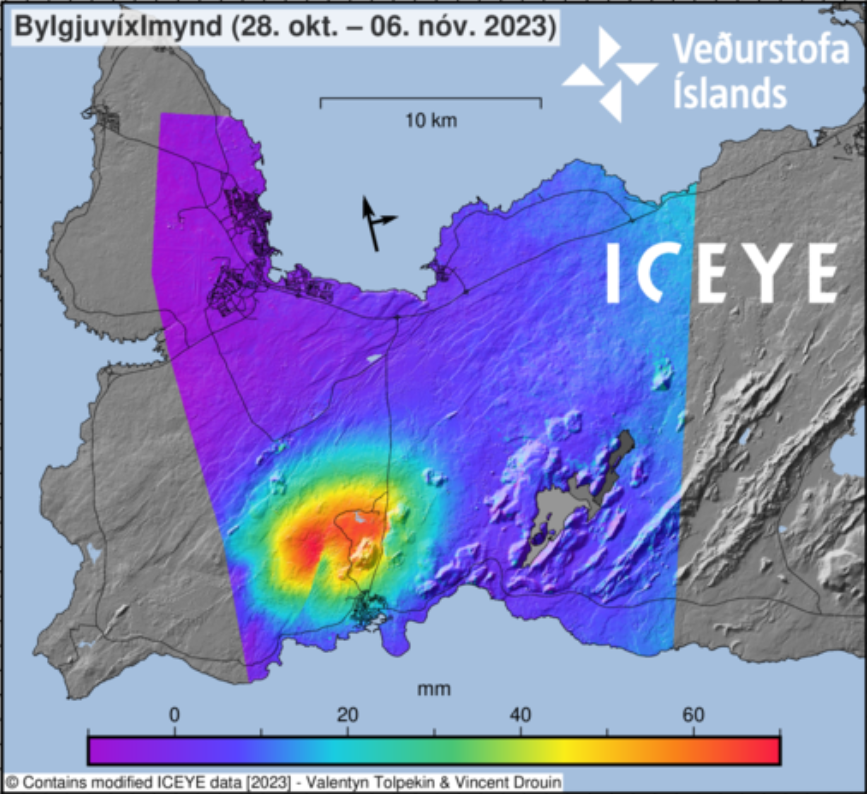 Bylgjuvíxlmynd (28. okt. – 06. nóv. 2023)
Veðurstofa
Íslands
10 km
ICEYE
mm
0 20 40 60
© Contains modified ICEYE data [2023] - Valentyn Tolpekin & Vincent Drouin